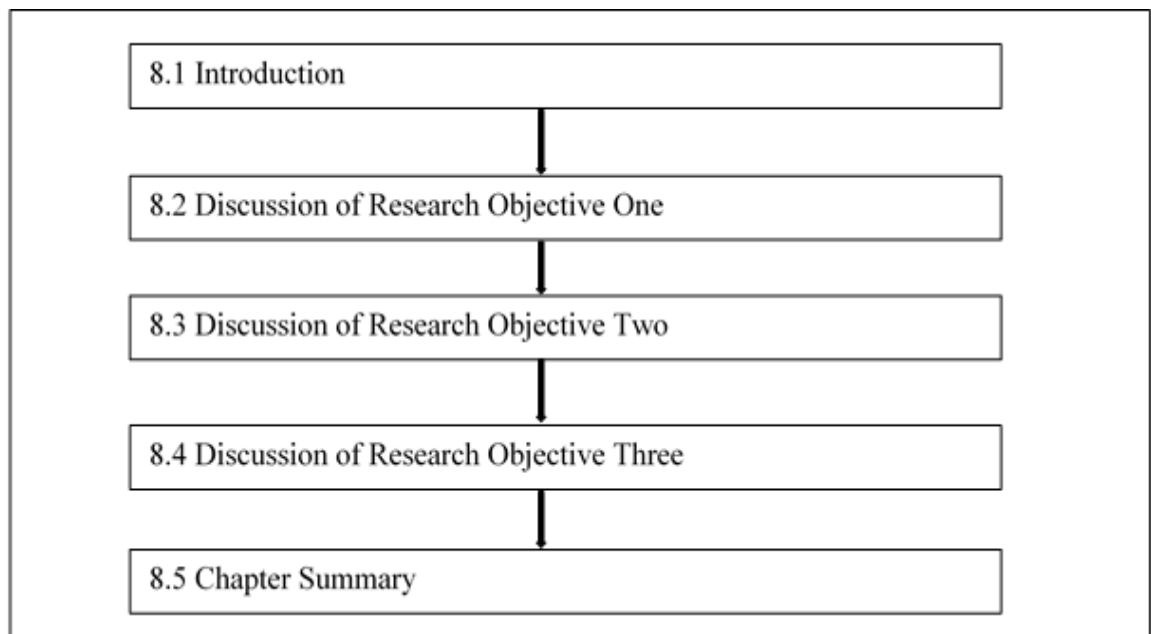 8.1 Introduction
8.2 Discussion of Research Objective One
8.3 Discussion of Research Objective Two
8.4 Discussion of Research Objective Three
8.5 Chapter Summary